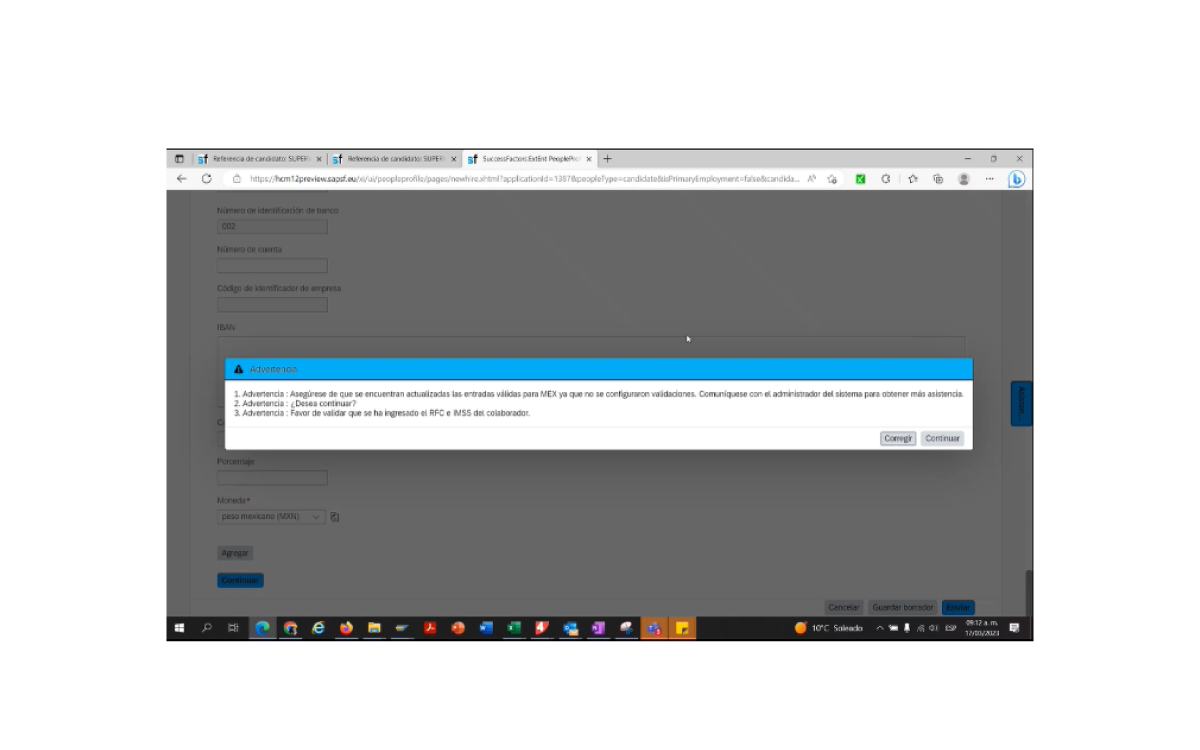 Referencia de candidato: SUPER
Referencia de candidato: SUPER
SuccessFactors:ExtEnt PeopleProf
https://hcm12preview.sapsf.eu/xi/ui/peopleprofile/pages/newhire.xhtml?applicationId=1387&peopleType=candidate&isPrimaryEmployment=false&candida...
Número de identificación de banco
002
Número de cuenta
Código de identificador de empresa
IBAN
Advertencia
1. Advertencia : Asegúrese de que se encuentran actualizadas las entradas válidas para MEX ya que no se configuraron validaciones. Comuníquese con el administrador del sistema para obtener más asistencia.
2. Advertencia : ¿Desea continuar?
3. Advertencia : Favor de validar que se ha ingresado el RFC e IMSS del colaborador.
Corregir Continuar
Porcentaje
Moneda*
peso mexicano (MXN)
Agregar
Continuar
Cancelar Guardar borrador Enviar
10°C Soleado ESP 09:12 a. m.
17/03/2023